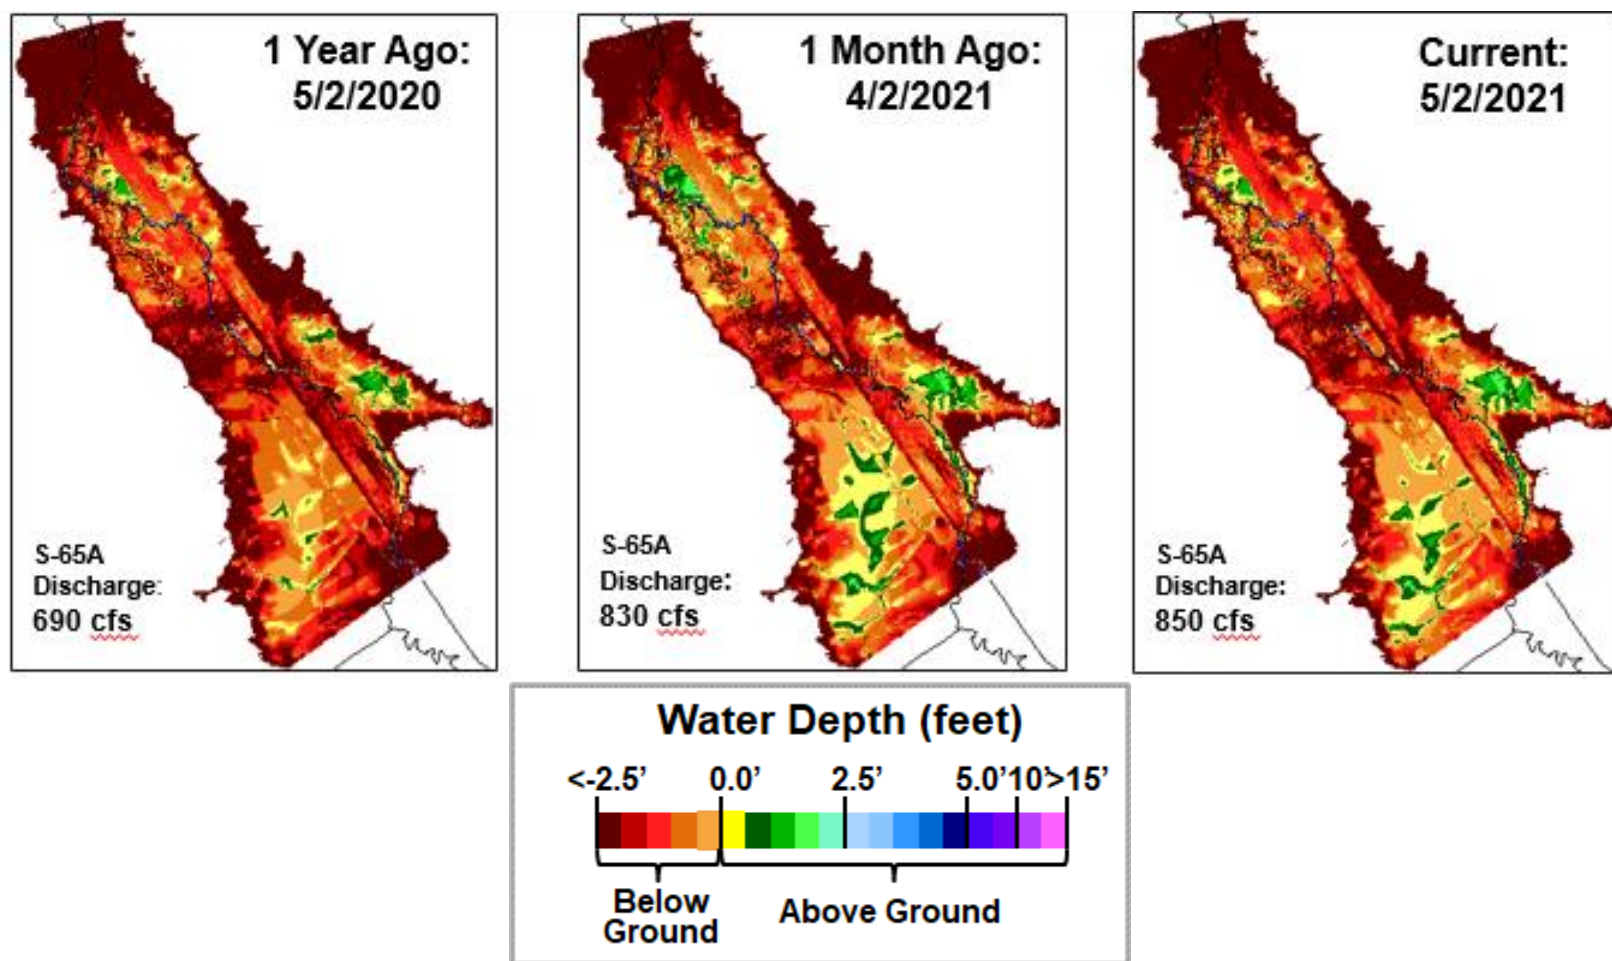 1 Year Ago:
5/2/2020
S-65A
Discharge:
690 cfs
1 Month Ago:
4/2/2021
S-65A
Discharge:
830 cfs
Current:
5/2/2021
S-65A
Discharge:
850 cfs
Water Depth (feet)
<-2.5’ 0.0’ 2.5’ 5.0’10’>15’
Below
Ground
Above Ground